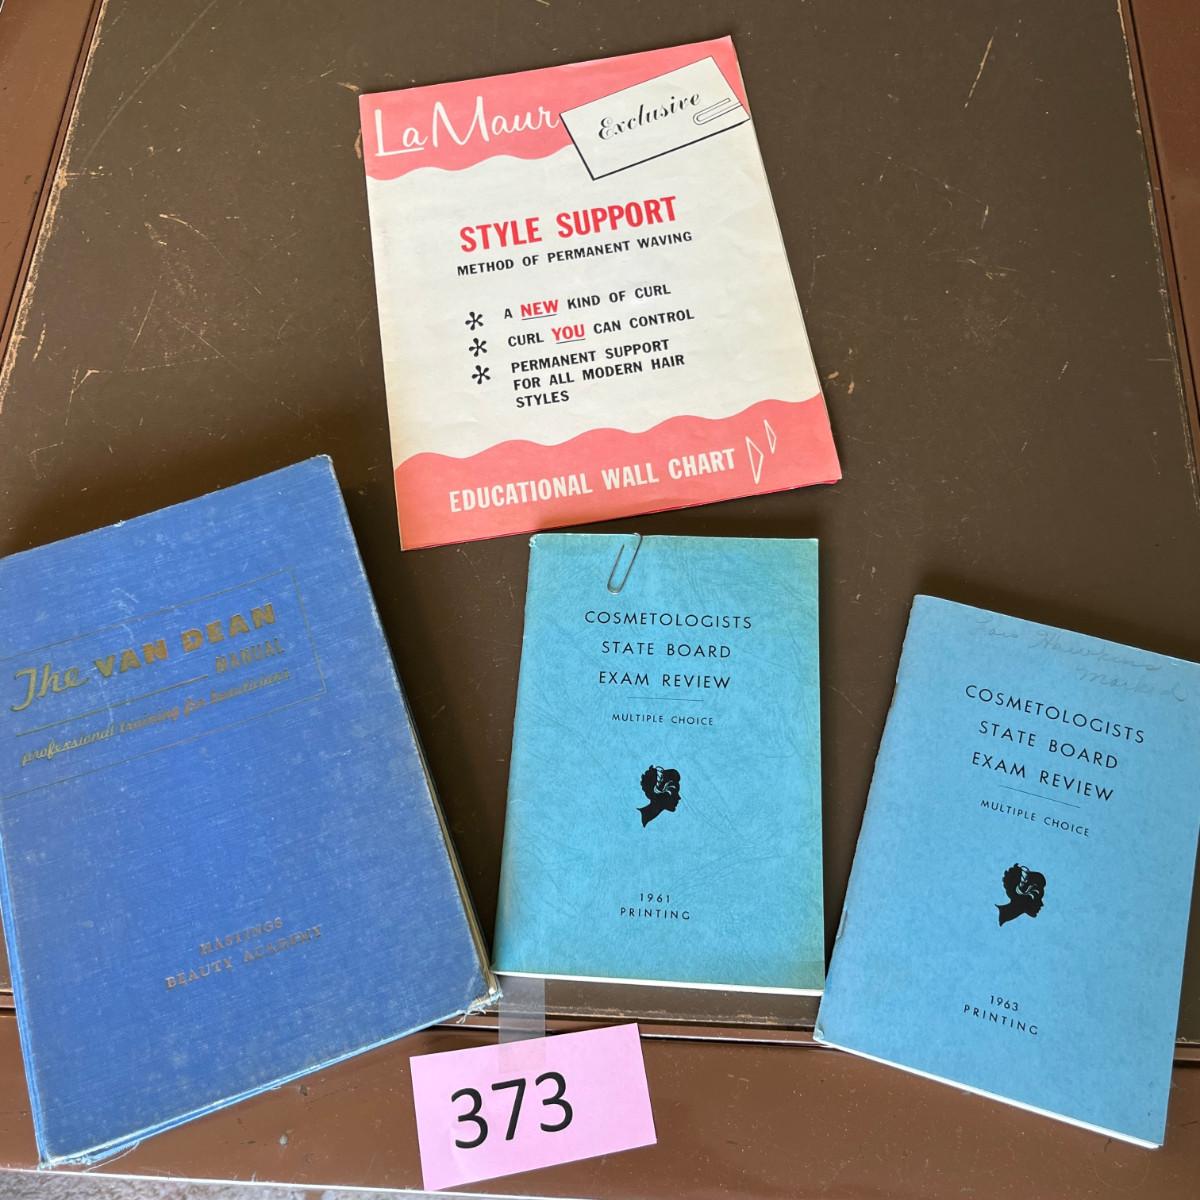 La Maur
Exclusive
STYLE SUPPORT
METHOD OF PERMANENT WAVING
* A NEW KIND OF CURL
* CURL YOU CAN CONTROL
* PERMANENT SUPPORT
FOR ALL MODERN HAIR
STYLES
EDUCATIONAL WALL CHART
The VAN DEAN
MANUAL
professional training for beauticians
HASTINGS
BEAUTY ACADEMY
COSMETOLOGISTS
STATE BOARD
EXAM REVIEW
MULTIPLE CHOICE
1961
PRINTING
Hawkins
Marked
COSMETOLOGISTS
STATE BOARD
EXAM REVIEW
MULTIPLE CHOICE
1963
PRINTING
373